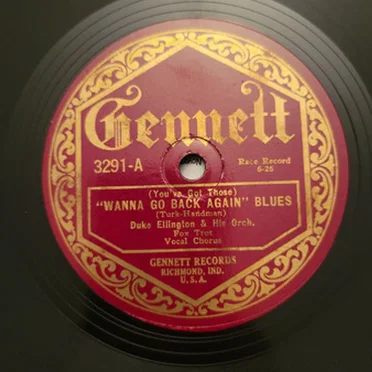 Gennett
3291-A
Race Record
6-26
(You've Got Those)
"WANNA GO BACK AGAIN" BLUES
(Turk-Handman)
Duke Ellington & His Orch.
Fox Trot
Vocal Chorus
GENNETT RECORDS
RICHMOND, IND.
U.S.A.